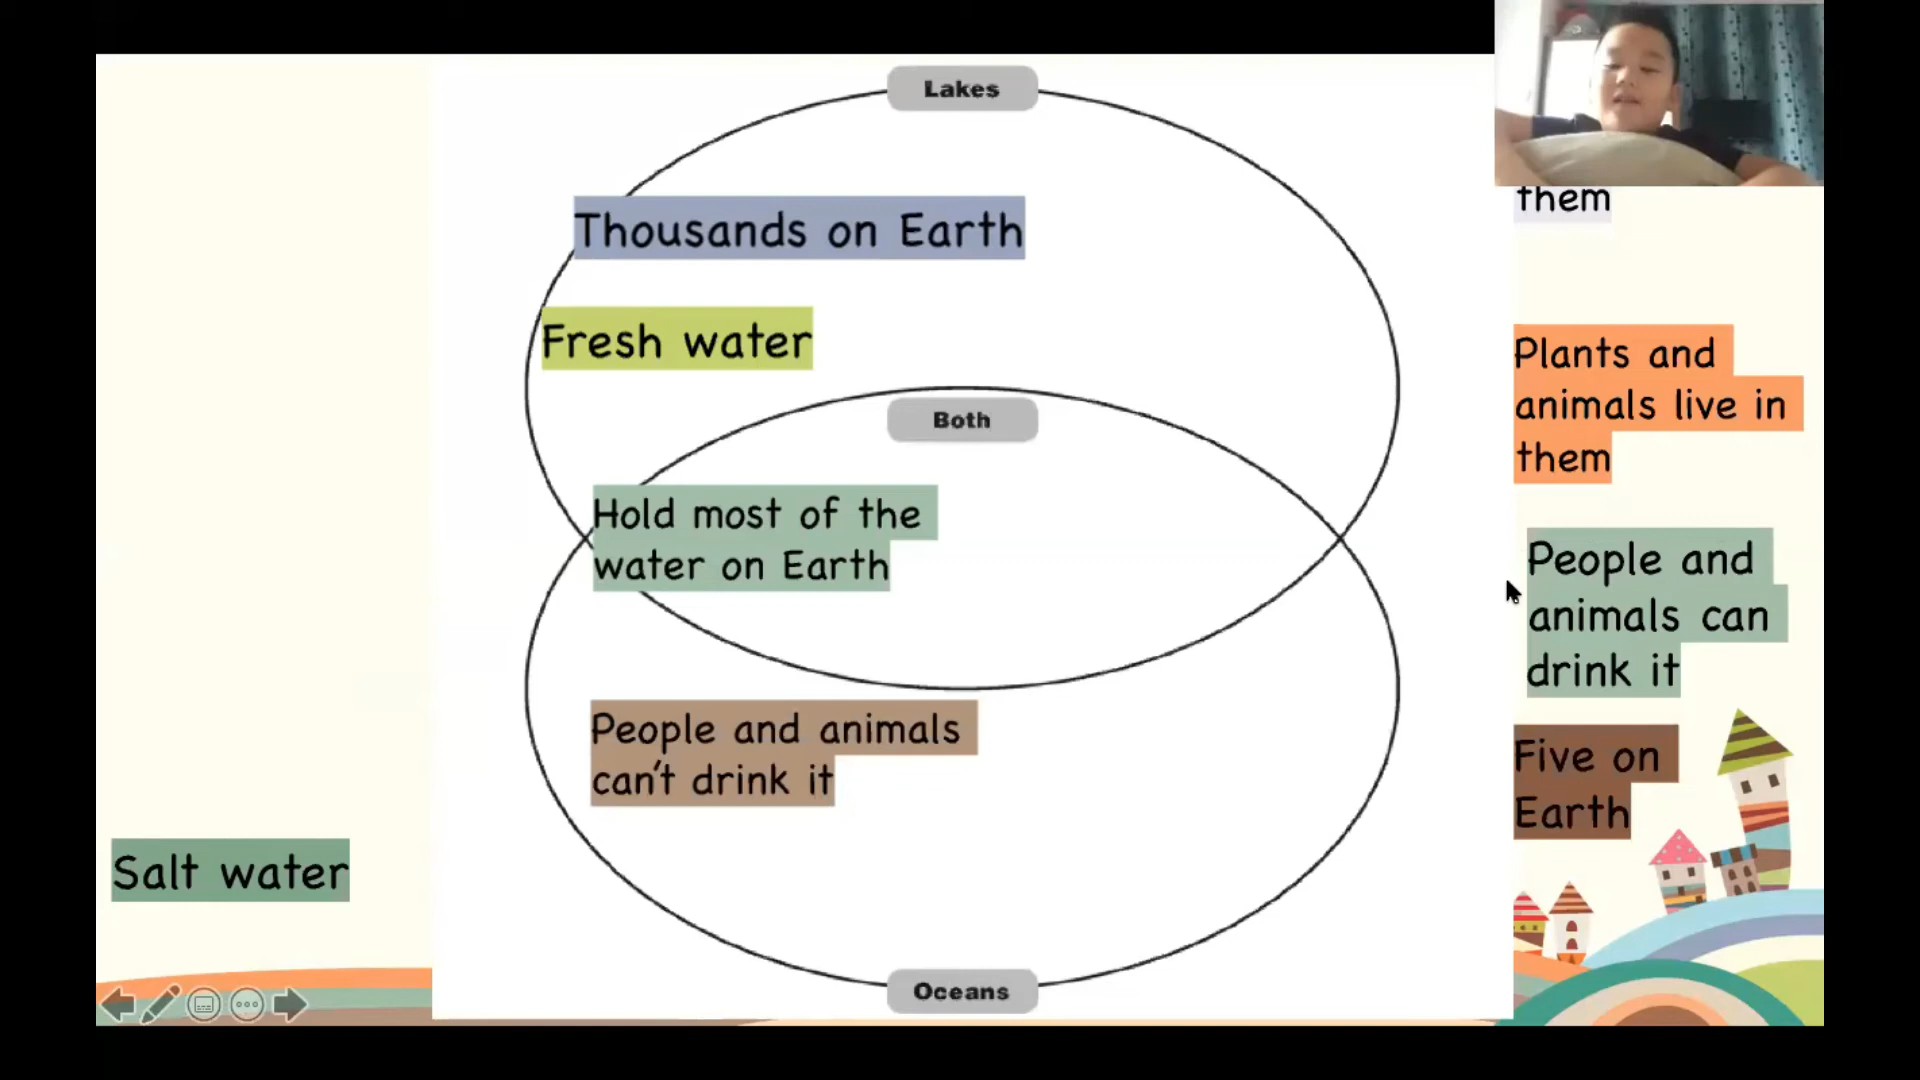 Lakes
Thousands on Earth
Fresh water
Both
Hold most of the
water on Earth
People and animals
can't drink it
Oceans
Salt water
them
Plants and
animals live in
them
People and
animals can
drink it
Five on
Earth